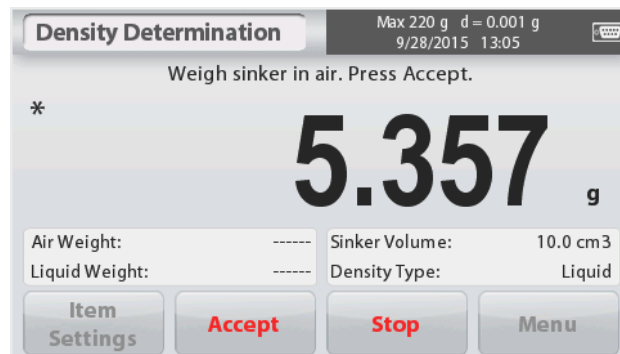 Density Determination
Max 220 g d = 0.001 g
9/28/2015 13:05
Weigh sinker in air. Press Accept.
*
5.357 g
Air Weight: ------
Sinker Volume: 10.0 cm3
Liquid Weight: ------
Density Type: Liquid
Item
Settings
Accept
Stop
Menu